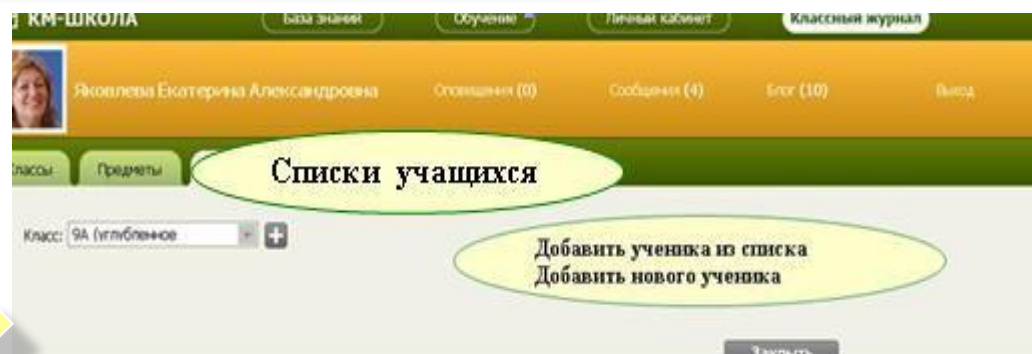 КМ-ШКОЛА База знаний Обучение Личный кабинет Классный журнал
Яковлева Екатерина Александровна Оповещения (0) Сообщения (4) Блог (10) Выход
Классы Предметы Списки учащихся
Класс: 9А (углубленное
Добавить ученика из списка
Добавить нового ученика
Закрыть